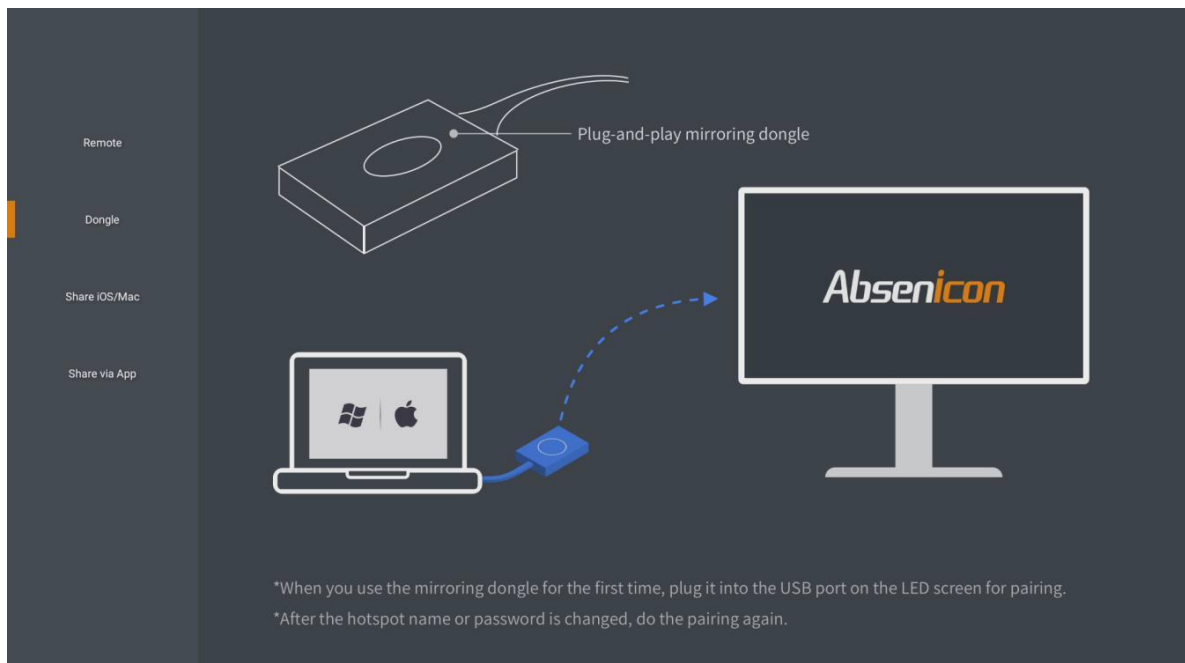 Remote
Dongle
Share iOS/Mac
Share via App
Plug-and-play mirroring dongle
Absenicon
*When you use the mirroring dongle for the first time, plug it into the USB port on the LED screen for pairing.
*After the hotspot name or password is changed, do the pairing again.